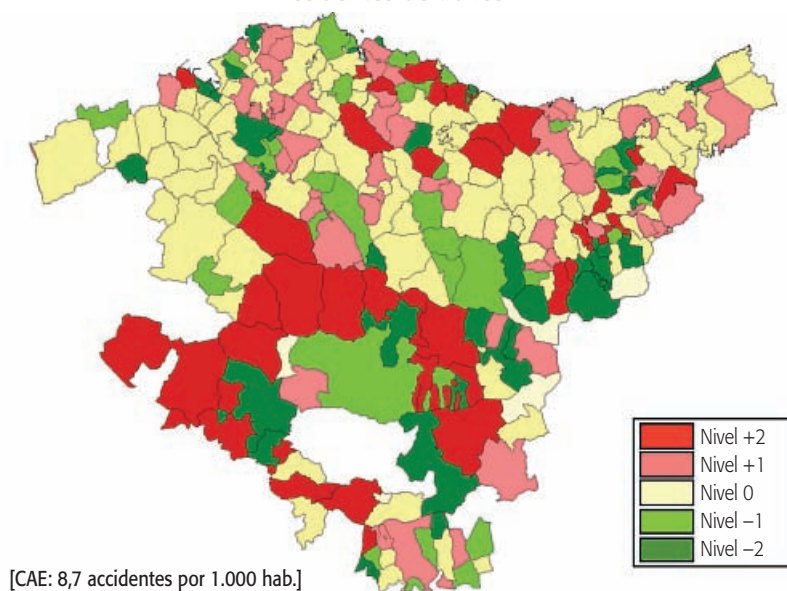 Nivel +2
Nivel +1
Nivel 0
Nivel –1
Nivel –2
[CAE: 8,7 accidentes por 1.000 hab.]